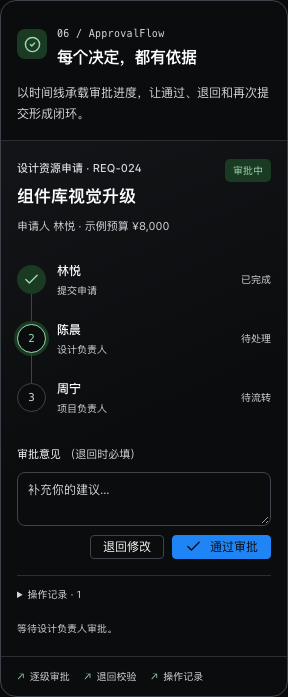 06 / ApprovalFlow
每个决定，都有依据
以时间线承载审批进度，让通过、退回和再次提
交形成闭环。
设计资源申请 · REQ-024
审批中
组件库视觉升级
申请人 林悦 · 示例预算 ¥8,000
林悦
提交申请
已完成
2
陈晨
设计负责人
待处理
3
周宁
项目负责人
待流转
审批意见 （退回时必填）
补充你的建议...
退回修改
通过审批
操作记录 · 1
等待设计负责人审批。
逐级审批
退回校验
操作记录